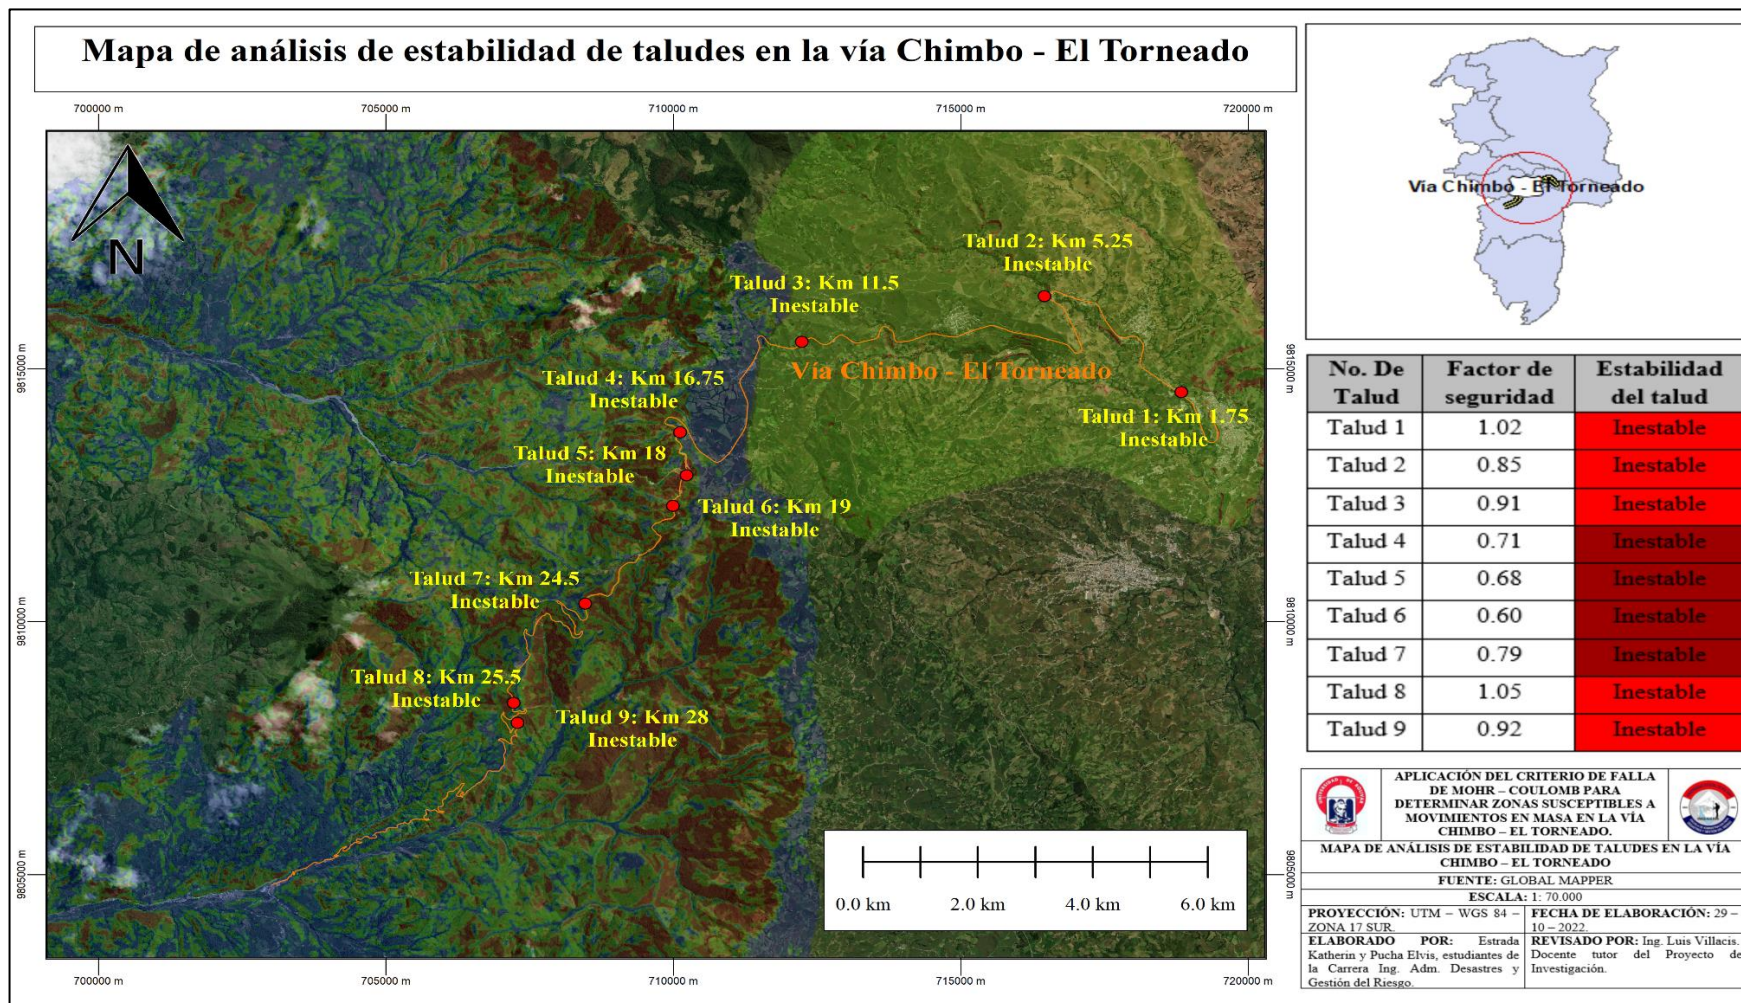 Mapa de análisis de estabilidad de taludes en la vía Chimbo - El Torneado
700000 m
705000 m
710000 m
715000 m
720000 m
N
Talud 2: Km 5.25
Inestable
Talud 3: Km 11.5
Inestable
Vía Chimbo - El Torneado
Talud 4: Km 16.75
Inestable
Talud 1: Km 1.75
Inestable
Talud 5: Km 18
Inestable
Talud 6: Km 19
Inestable
Talud 7: Km 24.5
Inestable
Talud 8: Km 25.5
Inestable
Talud 9: Km 28
Inestable
9815000 m
9810000 m
9805000 m
9815000 m
9810000 m
9805000 m
0.0 km 2.0 km 4.0 km 6.0 km
700000 m
705000 m
710000 m
715000 m
720000 m
Vía Chimbo - El Torneado
No. De Talud Factor de seguridad Estabilidad del talud
Talud 1 1.02 Inestable
Talud 2 0.85 Inestable
Talud 3 0.91 Inestable
Talud 4 0.71 Inestable
Talud 5 0.68 Inestable
Talud 6 0.60 Inestable
Talud 7 0.79 Inestable
Talud 8 1.05 Inestable
Talud 9 0.92 Inestable
APLICACIÓN DEL CRITERIO DE FALLA
DE MOHR – COULOMB PARA
DETERMINAR ZONAS SUSCEPTIBLES A
MOVIMIENTOS EN MASA EN LA VÍA
CHIMBO – EL TORNEADO.
MAPA DE ANÁLISIS DE ESTABILIDAD DE TALUDES EN LA VÍA
CHIMBO – EL TORNEADO
FUENTE: GLOBAL MAPPER
ESCALA: 1: 70.000
PROYECCIÓN: UTM – WGS 84 –
ZONA 17 SUR.
FECHA DE ELABORACIÓN: 29 –
10 – 2022.
ELABORADO POR: Estrada
Katherin y Pucha Elvis, estudiantes de
la Carrera Ing. Adm. Desastres y
Gestión del Riesgo.
REVISADO POR: Ing. Luis Villacis.
Docente tutor del Proyecto de
Investigación.